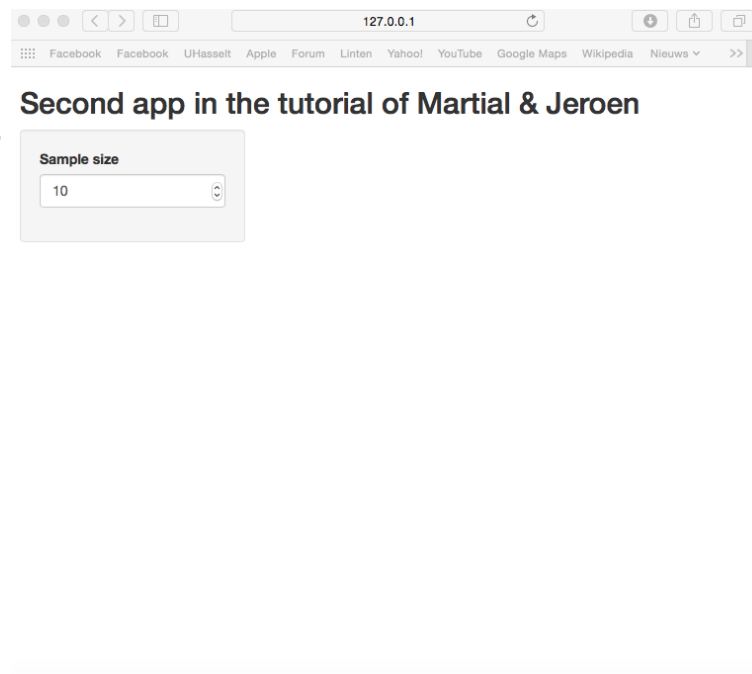 127.0.0.1
Facebook Facebook UHasselt Apple Forum Linten Yahoo! YouTube Google Maps Wikipedia Nieuws >>
Second app in the tutorial of Martial & Jeroen
Sample size
10